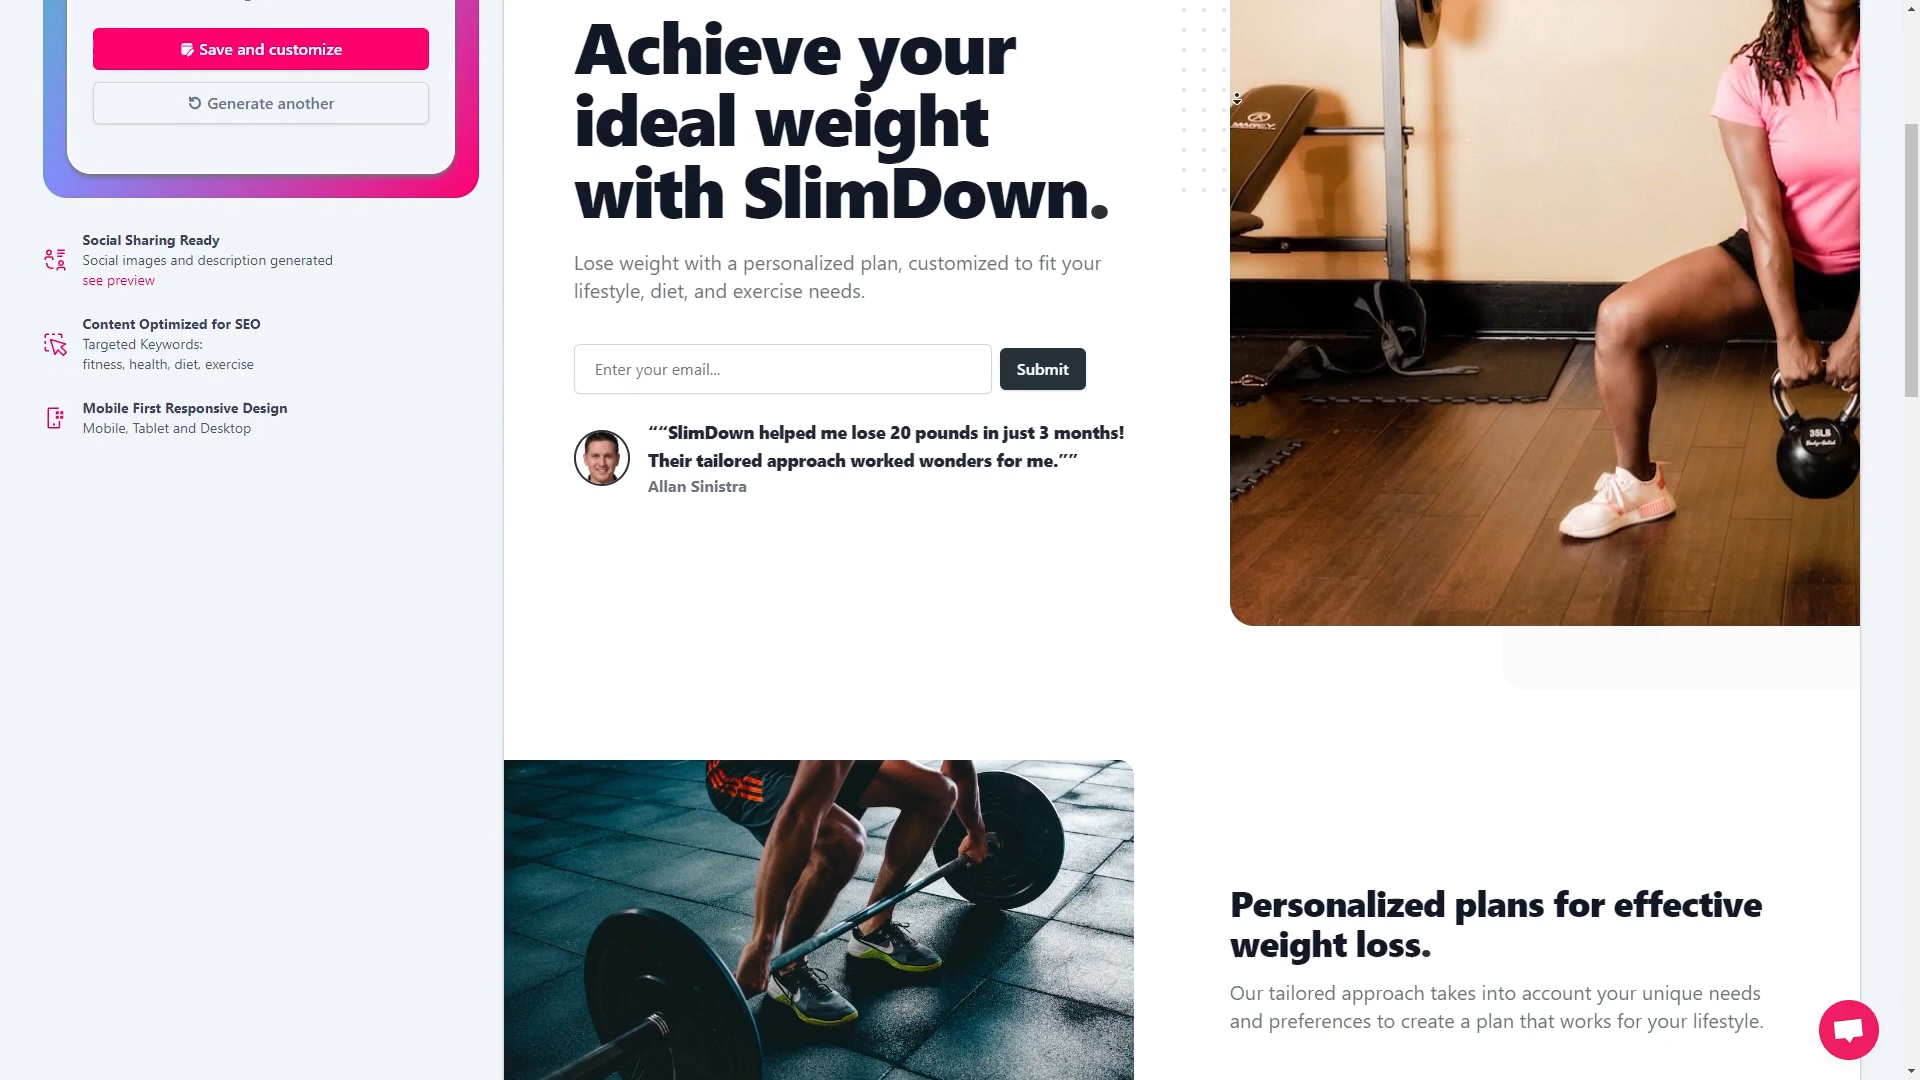 Save and customize
Generate another
Social Sharing Ready
Social images and description generated
see preview
Content Optimized for SEO
Targeted Keywords:
fitness, health, diet, exercise
Mobile First Responsive Design
Mobile, Tablet and Desktop
Achieve your
ideal weight
with SlimDown.
Lose weight with a personalized plan, customized to fit your
lifestyle, diet, and exercise needs.
Enter your email...
Submit
““SlimDown helped me lose 20 pounds in just 3 months!
Their tailored approach worked wonders for me.””
Allan Sinistra
MARCY
35LB
Personalized plans for effective
weight loss.
Our tailored approach takes into account your unique needs
and preferences to create a plan that works for your lifestyle.